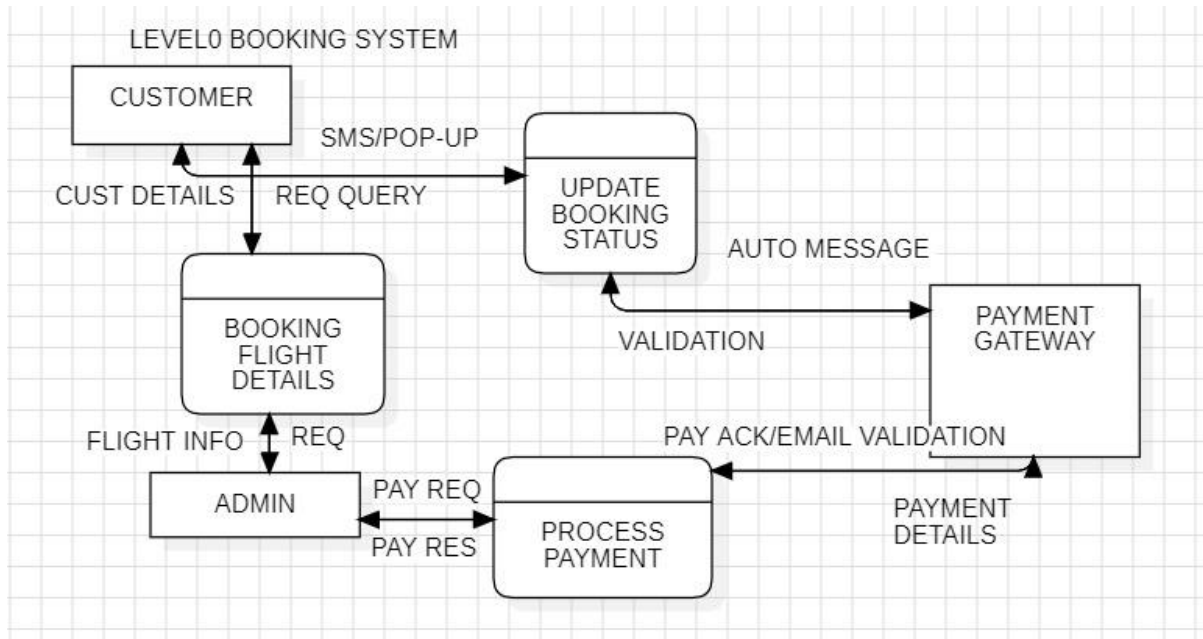 LEVEL0 BOOKING SYSTEM
CUSTOMER
SMS/POP-UP
CUST DETAILS
REQ QUERY
UPDATE
BOOKING
STATUS
AUTO MESSAGE
BOOKING
FLIGHT
DETAILS
VALIDATION
PAYMENT
GATEWAY
FLIGHT INFO
REQ
PAY ACK/EMAIL VALIDATION
ADMIN
PAY REQ
PAY RES
PROCESS
PAYMENT
PAYMENT
DETAILS